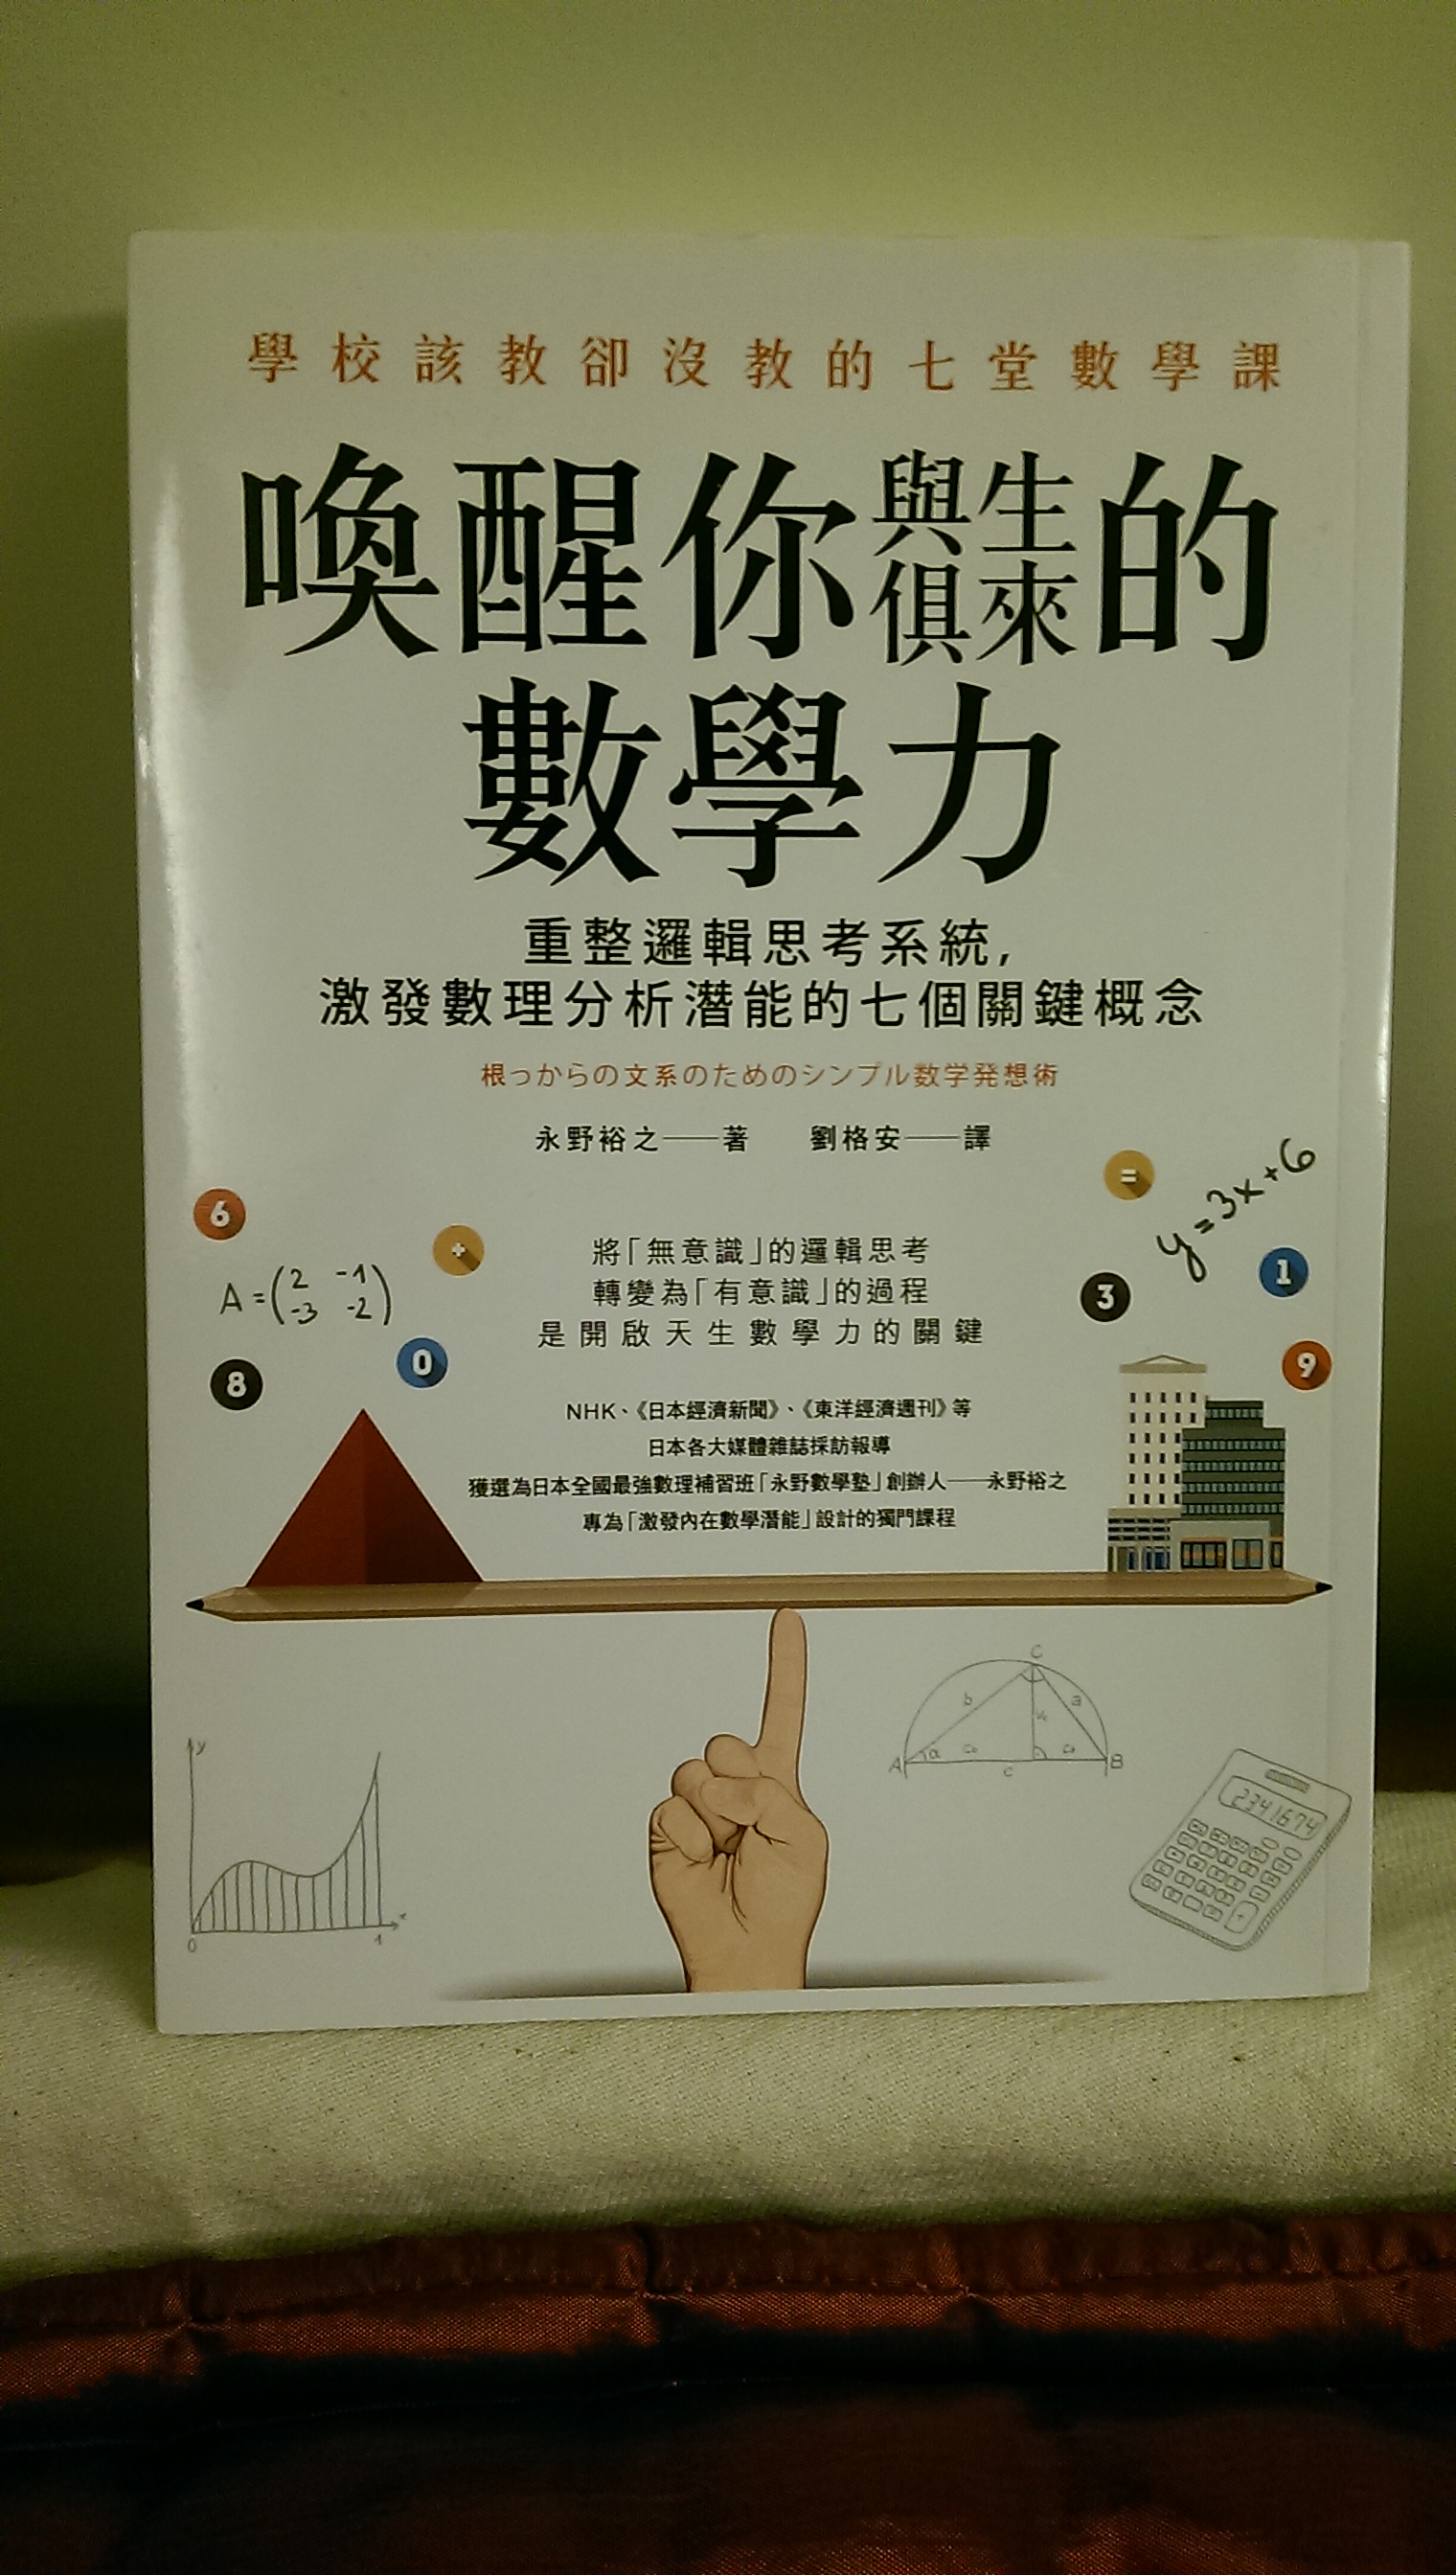 學校該教卻沒教的七堂數學課
喚醒你與生俱來的
數學力
重整邏輯思考系統,
激發數理分析潛能的七個關鍵概念
根っからの文系のためのシンプル数学発想術
永野裕之——著 劉格安——譯
6
+
=
y=3x+6
A=(2 -1
-3 -2)
3
1
8
0
9
將「無意識」的邏輯思考
轉變為「有意識」的過程
是開啟天生數學力的關鍵
NHK、《日本經濟新聞》、《東洋經濟週刊》等
日本各大媒體雜誌採訪報導
獲選為日本全國最強數理補習班「永野數學塾」創辦人——永野裕之
專為「激發內在數學潛能」設計的獨門課程
C
b
a
A
α
c
B
y
x
0
1
2341674